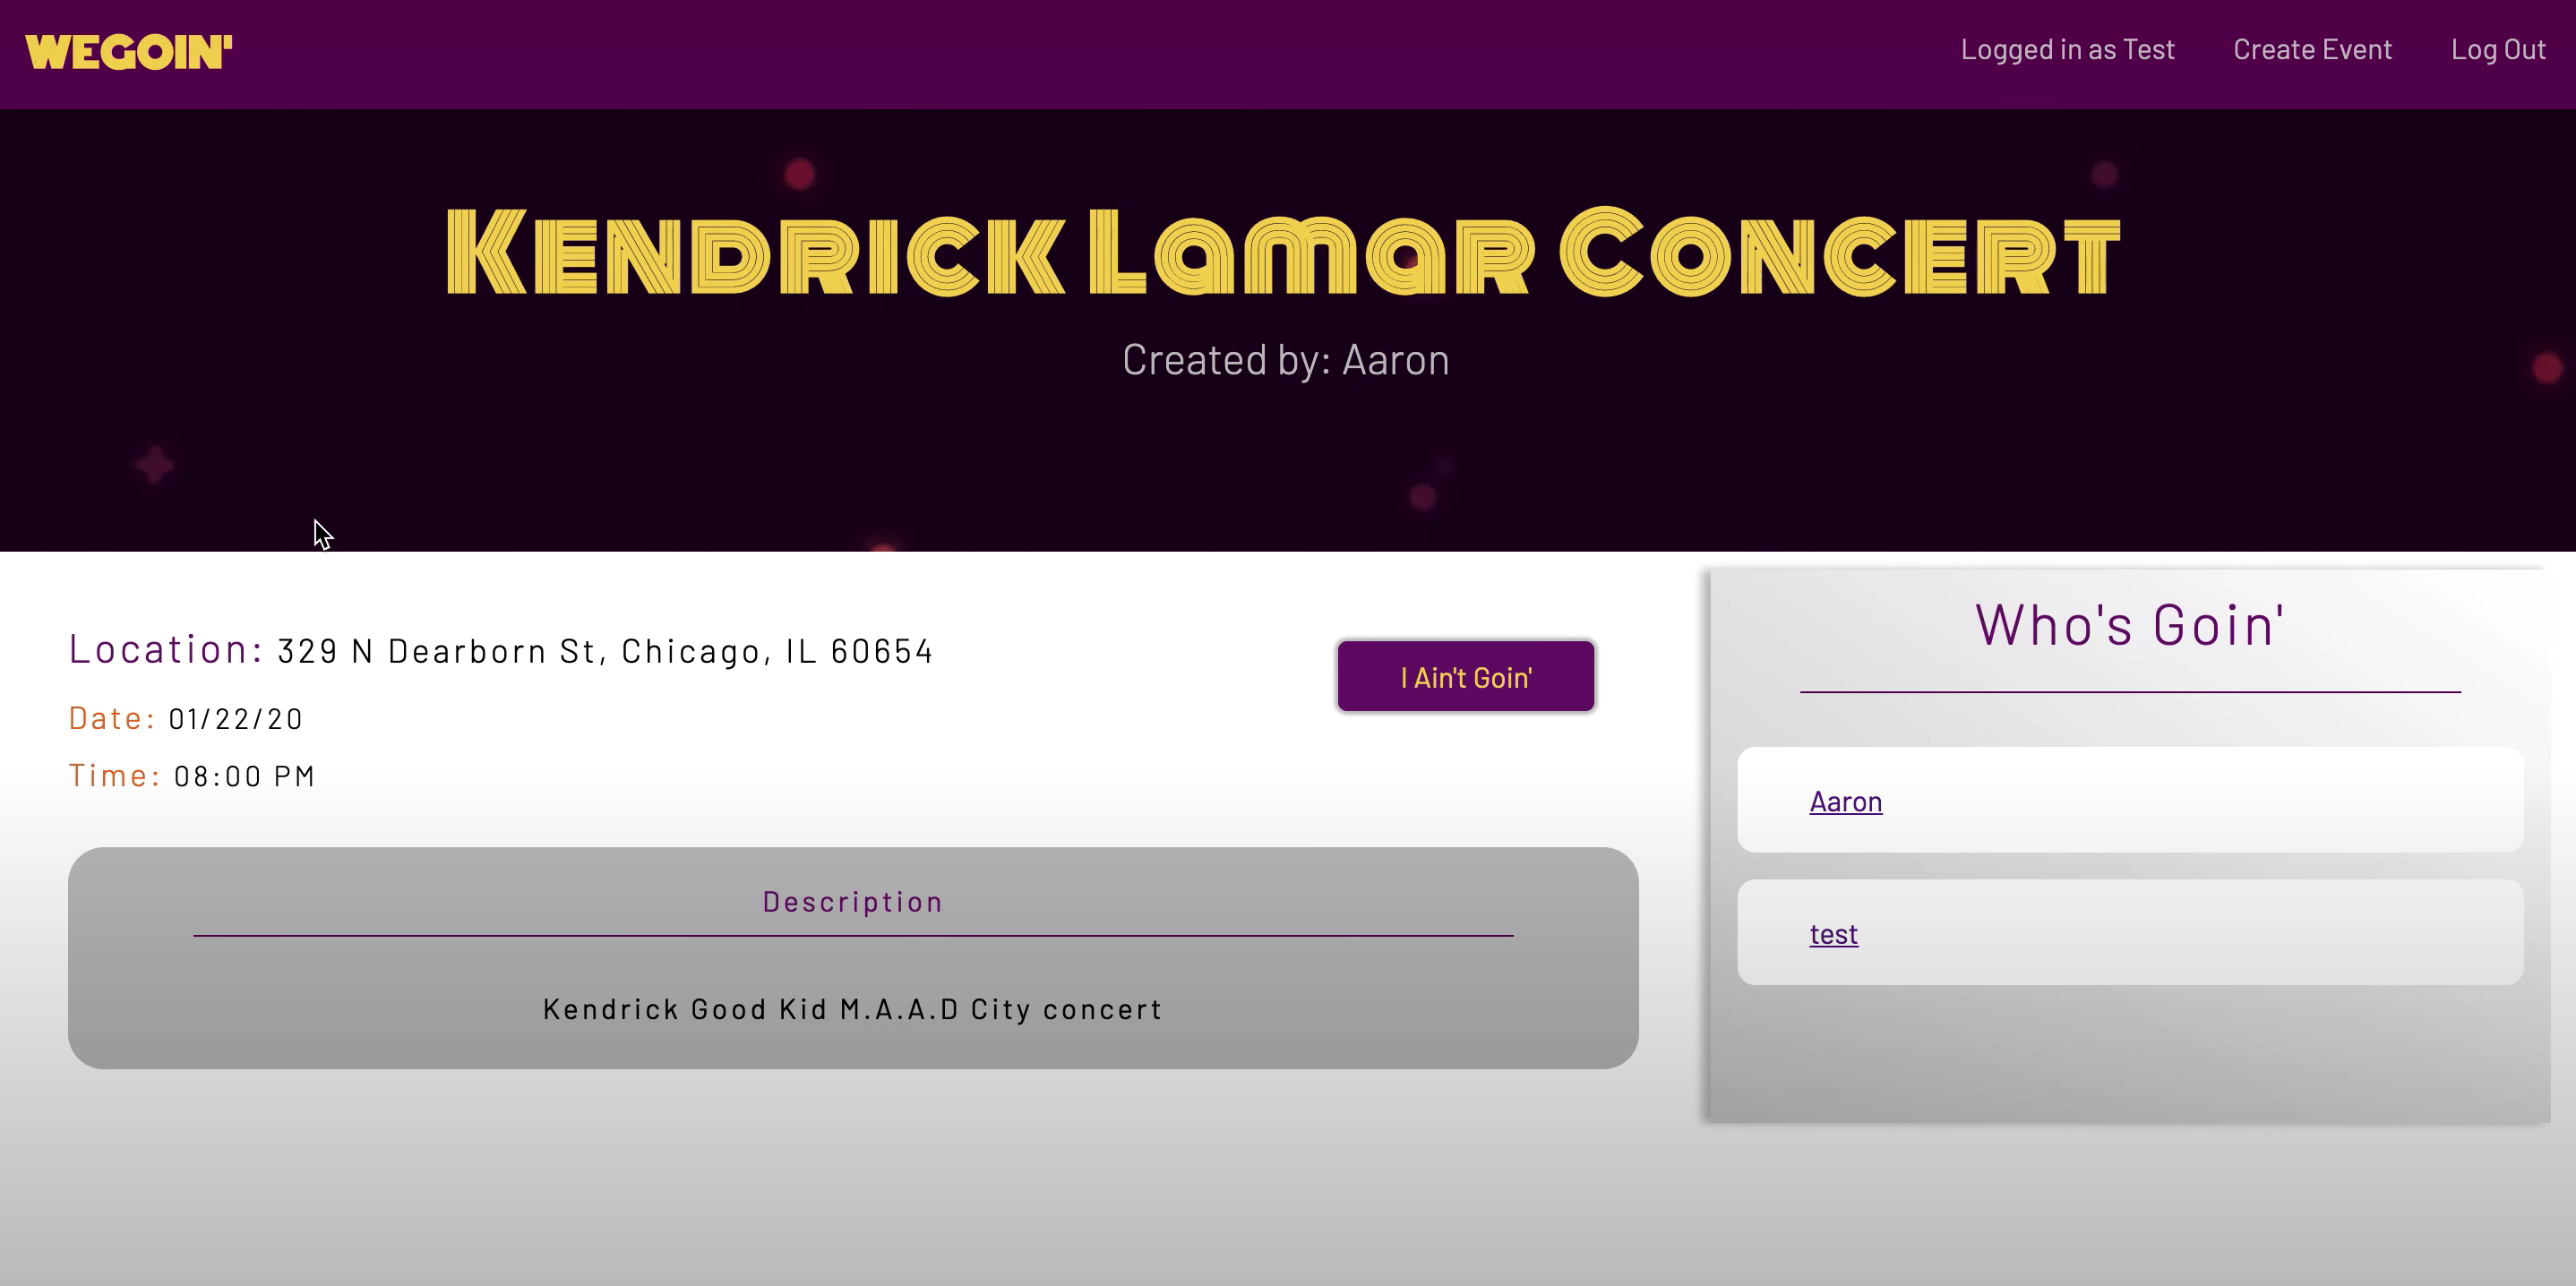 WEGOIN'
Logged in as Test Create Event Log Out
Kendrick Lamar Concert
Created by: Aaron
Location: 329 N Dearborn St, Chicago, IL 60654
Date: 01/22/20
Time: 08:00 PM
I Ain't Goin'
Description
Kendrick Good Kid M.A.A.D City concert
Who's Goin'
Aaron
test